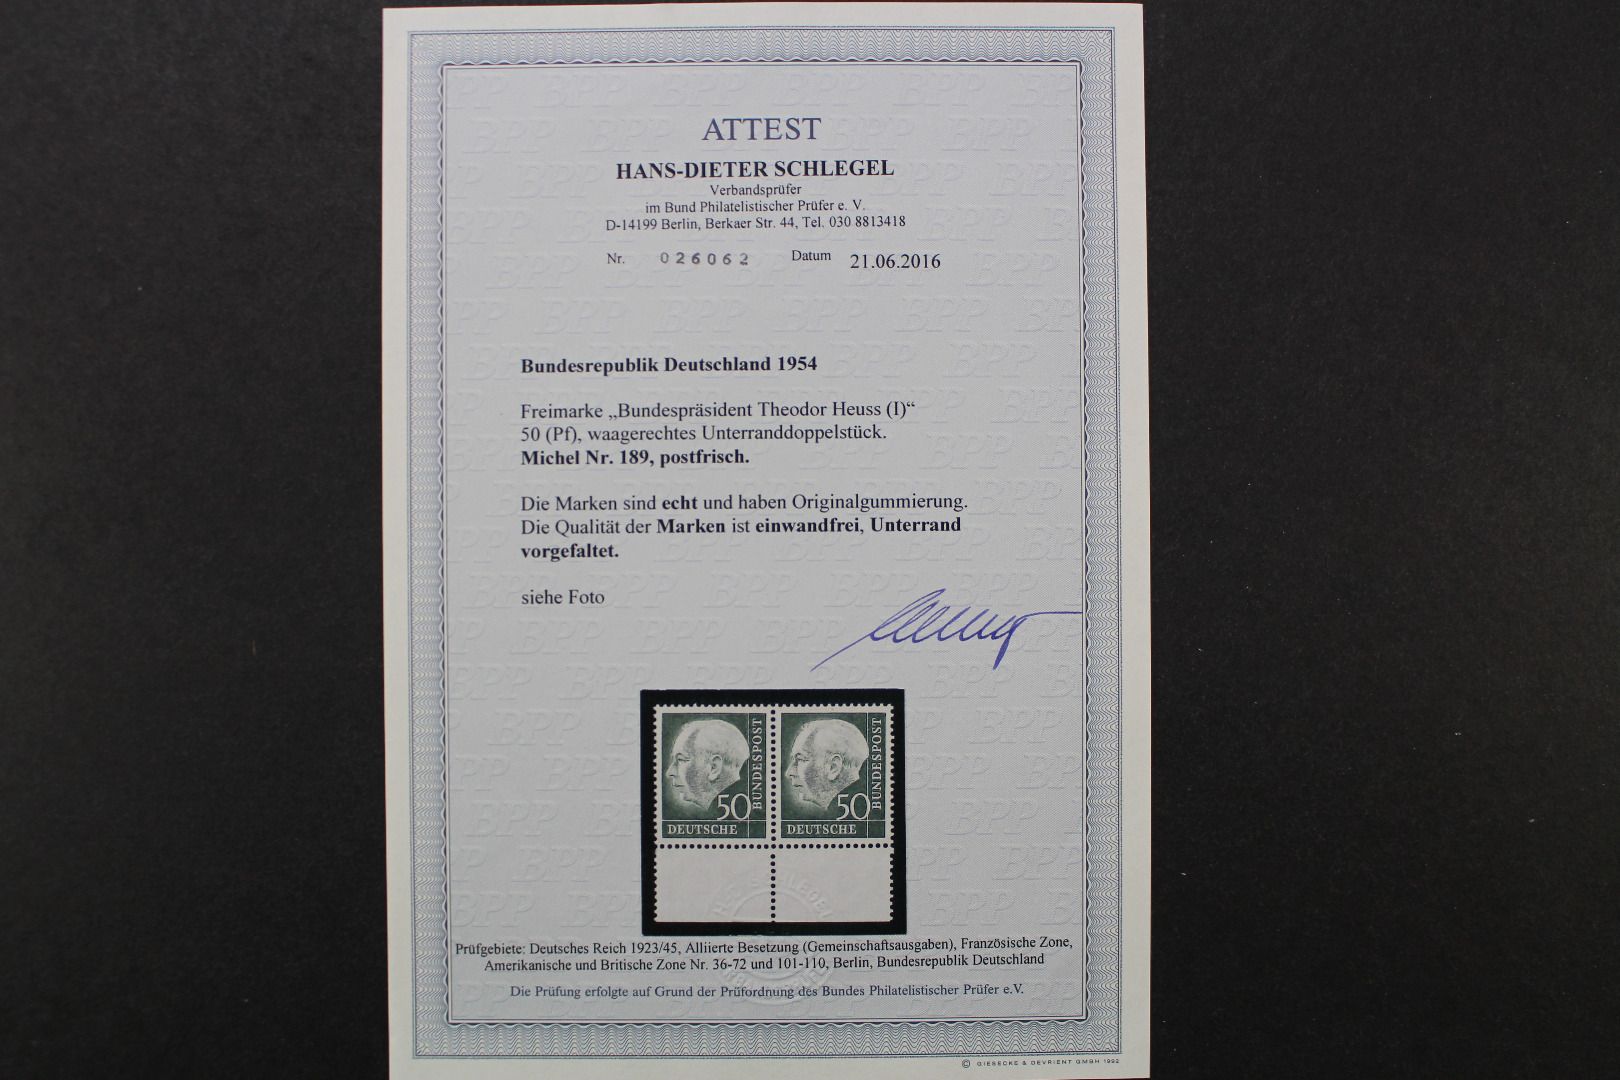 ATTEST
HANS-DIETER SCHLEGEL
Verbandsprüfer
im Bund Philatelistischer Prüfer e. V.
D-14199 Berlin, Berkaer Str. 44, Tel. 030 8813418
Nr. 026062 Datum 21.06.2016
Bundesrepublik Deutschland 1954
Freimarke „Bundespräsident Theodor Heuss (I)“
50 (Pf), waagerechtes Unterranddoppelstück.
Michel Nr. 189, postfrisch.
Die Marken sind echt und haben Originalgummierung.
Die Qualität der Marken ist einwandfrei, Unterrand
vorgefaltet.
siehe Foto
50 BUNDESPOST
DEUTSCHE
50 BUNDESPOST
DEUTSCHE
Prüfgebiete: Deutsches Reich 1923/45, Alliierte Besetzung (Gemeinschaftsausgaben), Französische Zone,
Amerikanische und Britische Zone Nr. 36-72 und 101-110, Berlin, Bundesrepublik Deutschland
Die Prüfung erfolgte auf Grund der Prüfordnung des Bundes Philatelistischer Prüfer e.V.
© GIESECKE & DEVRIENT GMBH 1992